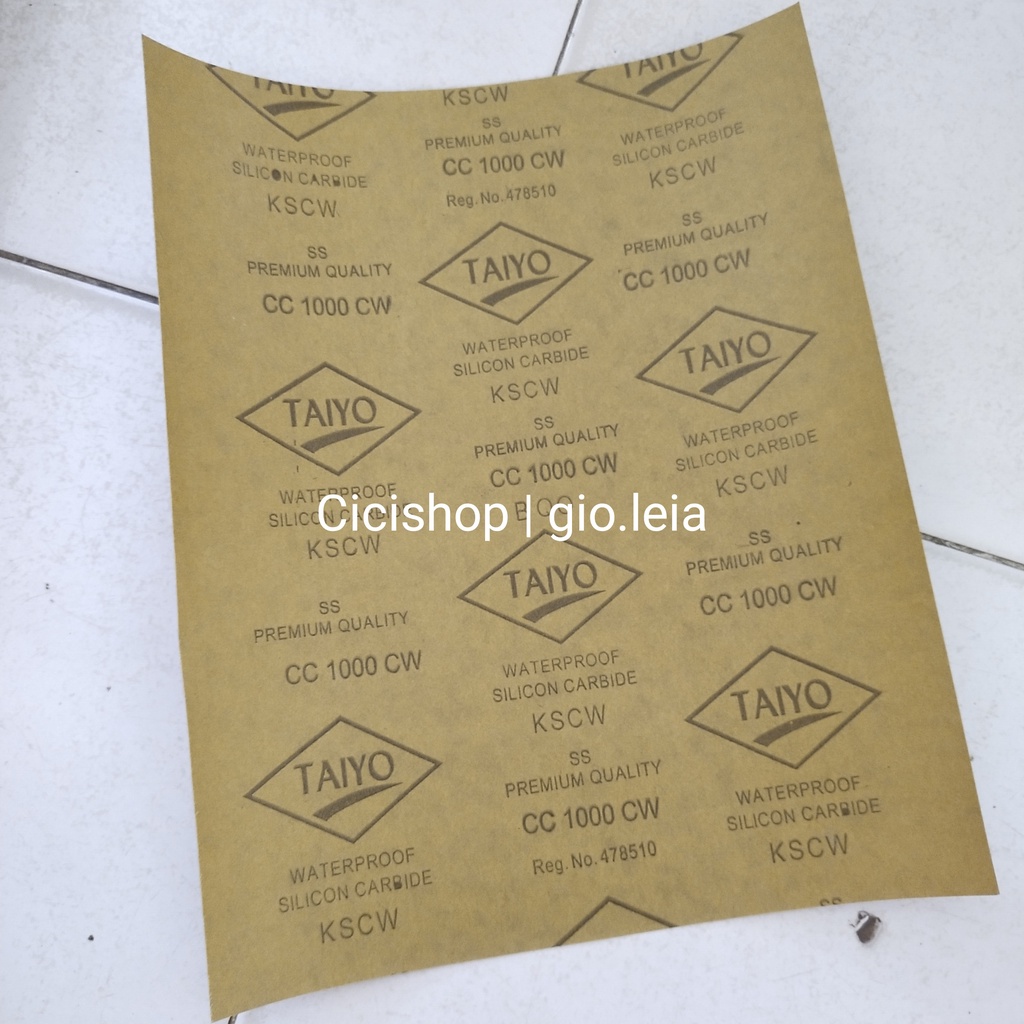 TAIYO
WATERPROOF
SILICON CARBIDE
KSCW
SS
PREMIUM QUALITY
CC 1000 CW
TAIYO
WATERPROOF
SILICON CARBIDE
KSCW
SS
PREMIUM QUALITY
CC 1000 CW
TAIYO
WATERPROOF
SILICON CARBIDE
KSCW
KSCW
SS
PREMIUM QUALITY
CC 1000 CW
Reg. No. 478510
TAIYO
WATERPROOF
SILICON CARBIDE
KSCW
SS
PREMIUM QUALITY
CC 1000 CW
Cicishop | gio.leia
TAIYO
WATERPROOF
SILICON CARBIDE
KSCW
SS
PREMIUM QUALITY
CC 1000 CW
Reg. No. 478510
TAIYO
WATERPROOF
SILICON CARBIDE
KSCW
SS
PREMIUM QUALITY
CC 1000 CW
TAIYO
WATERPROOF
SILICON CARBIDE
KSCW
SS
PREMIUM QUALITY
CC 1000 CW
TAIYO
WATERPROOF
SILICON CARBIDE
KSCW